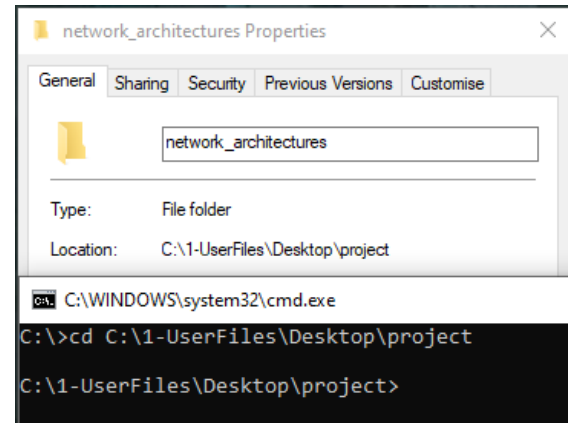 network_architectures Properties
General Sharing Security Previous Versions Customise
network_architectures
Type: File folder
Location: C:\1-UserFiles\Desktop\project
C:\WINDOWS\system32\cmd.exe
C:\>cd C:\1-UserFiles\Desktop\project
C:\1-UserFiles\Desktop\project>